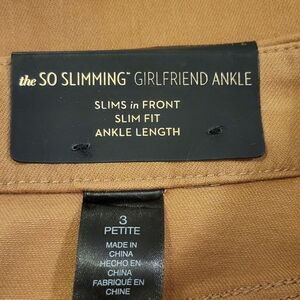 the SO SLIMMING™ GIRLFRIEND ANKLE
SLIMS in FRONT
SLIM FIT
ANKLE LENGTH
3
PETITE
MADE IN
CHINA
HECHO EN
CHINA
FABRIQUÉ EN
CHINE